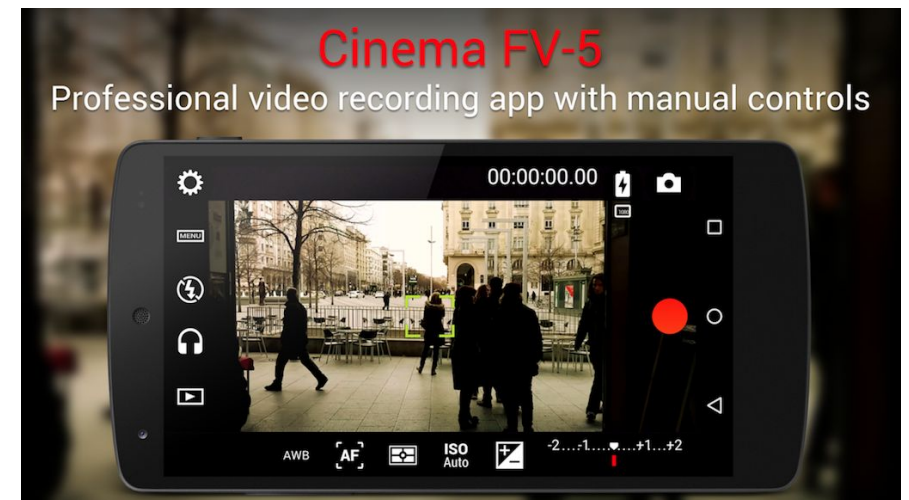 Cinema FV-5
Professional video recording app with manual controls
00:00:00.00
1080
MENU
AWB
AF
ISO
Auto
-2....-1....♥....+1...+2